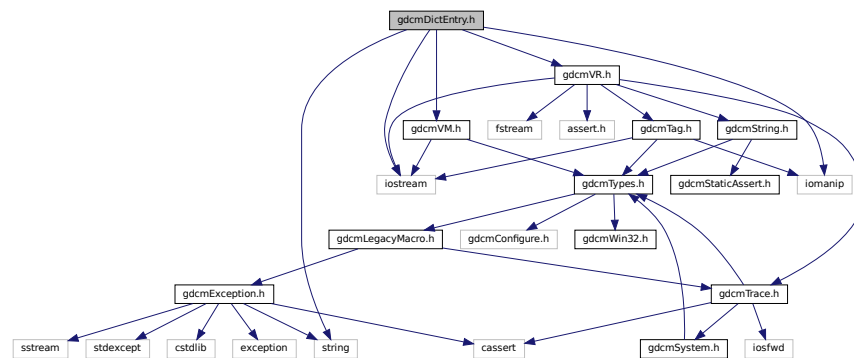 gdcmDictEntry.h
gdcmVR.h
gdcmVM.h
fstream
assert.h
gdcmTag.h
gdcmString.h
iostream
gdcmTypes.h
gdcmStaticAssert.h
iomanip
gdcmLegacyMacro.h
gdcmConfigure.h
gdcmWin32.h
gdcmException.h
gdcmTrace.h
sstream
stdexcept
cstdlib
exception
string
cassert
gdcmSystem.h
iosfwd